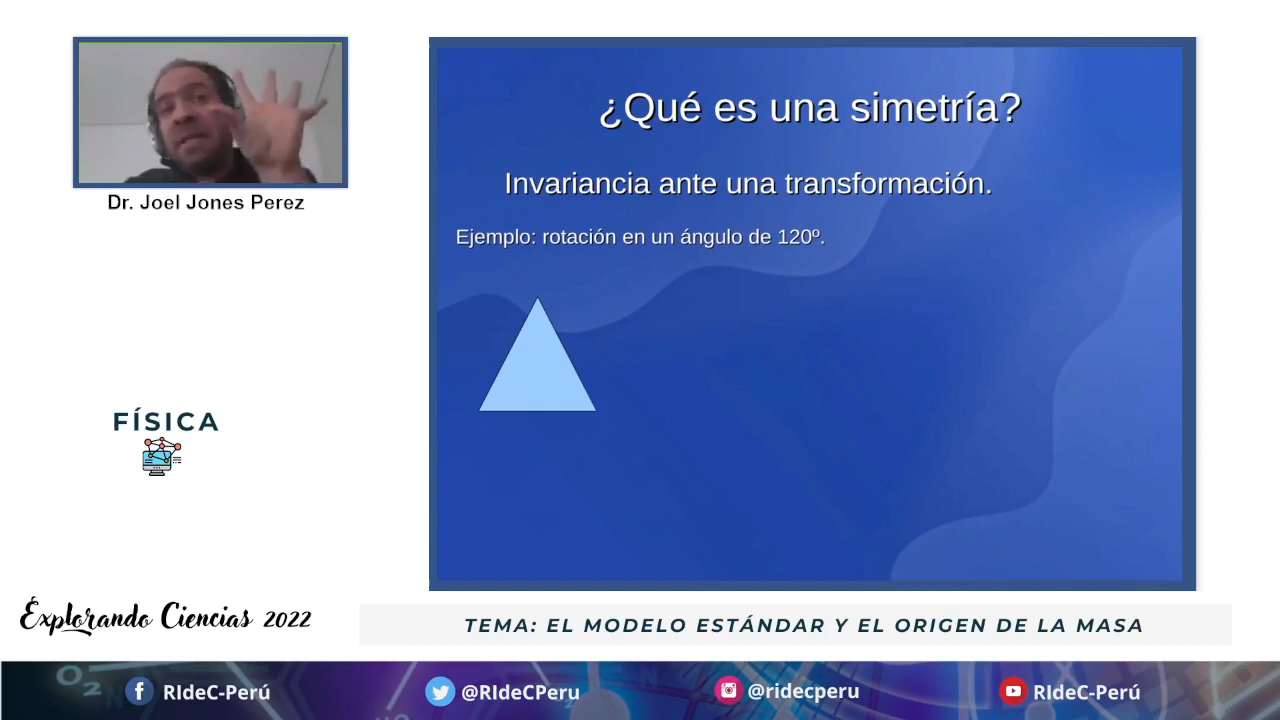 ¿Qué es una simetría?
Invariancia ante una transformación.
Ejemplo: rotación en un ángulo de 120º.
Dr. Joel Jones Perez
FÍSICA
Explorando Ciencias 2022
TEMA: EL MODELO ESTÁNDAR Y EL ORIGEN DE LA MASA
O2
RIdeC-Perú
@RIdeCPeru
@ridecperu
RIdeC-Perú